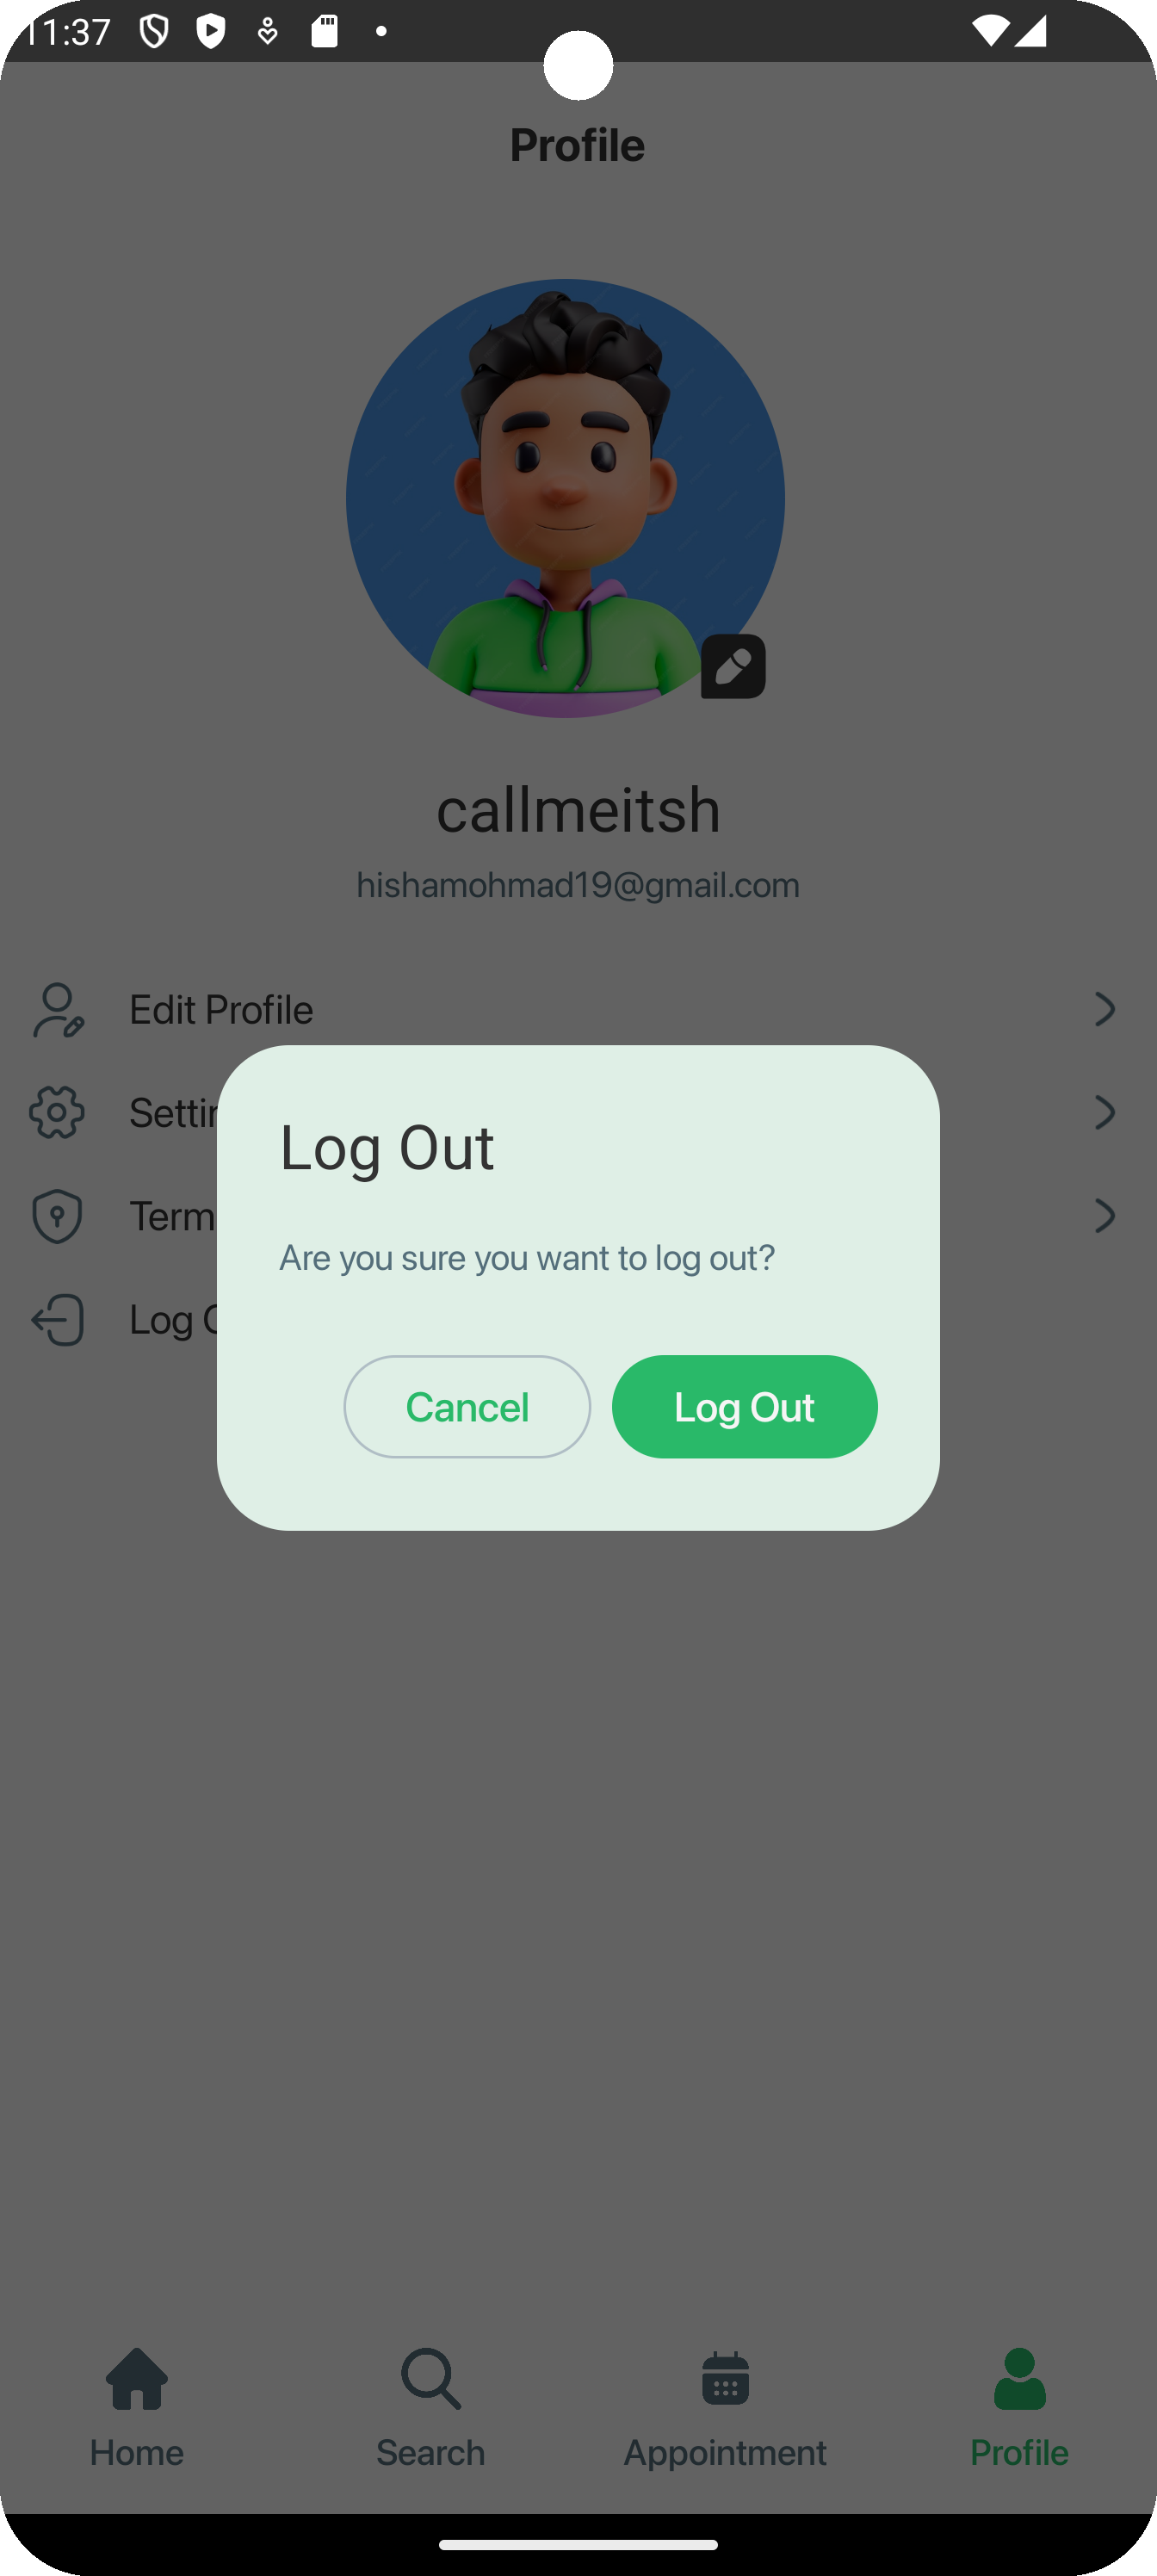 11:37
Profile
callmeitsh
hishamohmad19@gmail.com
Edit Profile
Settin
Term
Log O
Log Out
Are you sure you want to log out?
Cancel Log Out
Home Search Appointment Profile